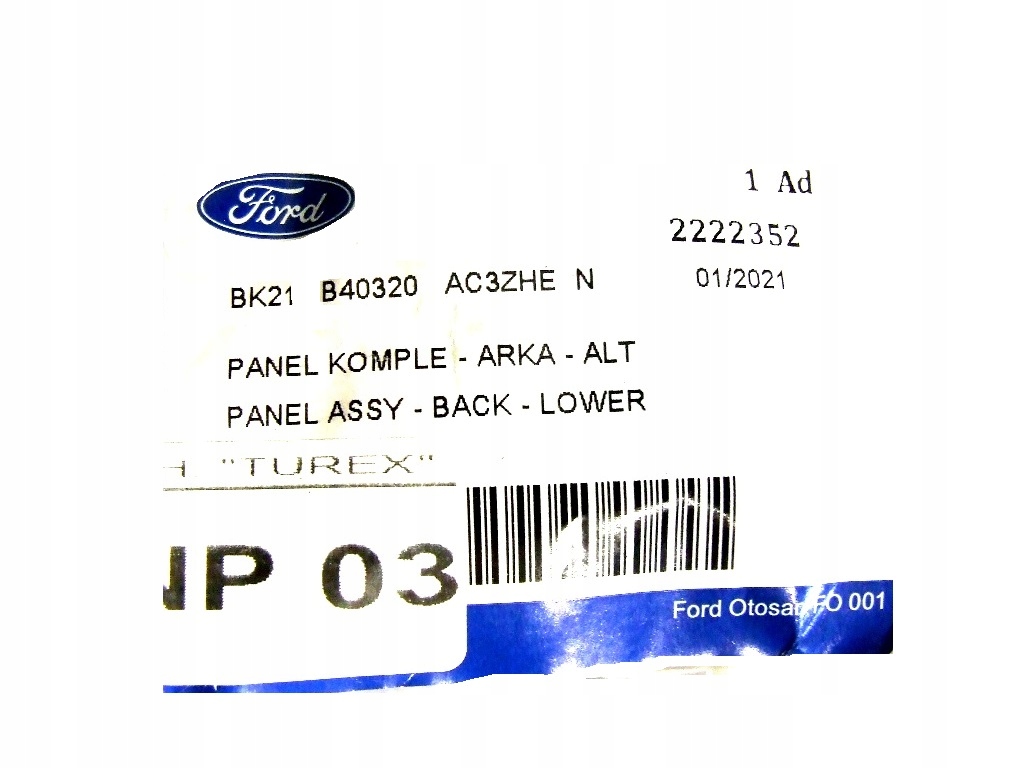 Ford
1 Ad
2222352
BK21 B40320 AC3ZHE N
01/2021
PANEL KOMPLE - ARKA - ALT
PANEL ASSY - BACK - LOWER
"TUREX"
NP 03
Ford Otosan FO 001